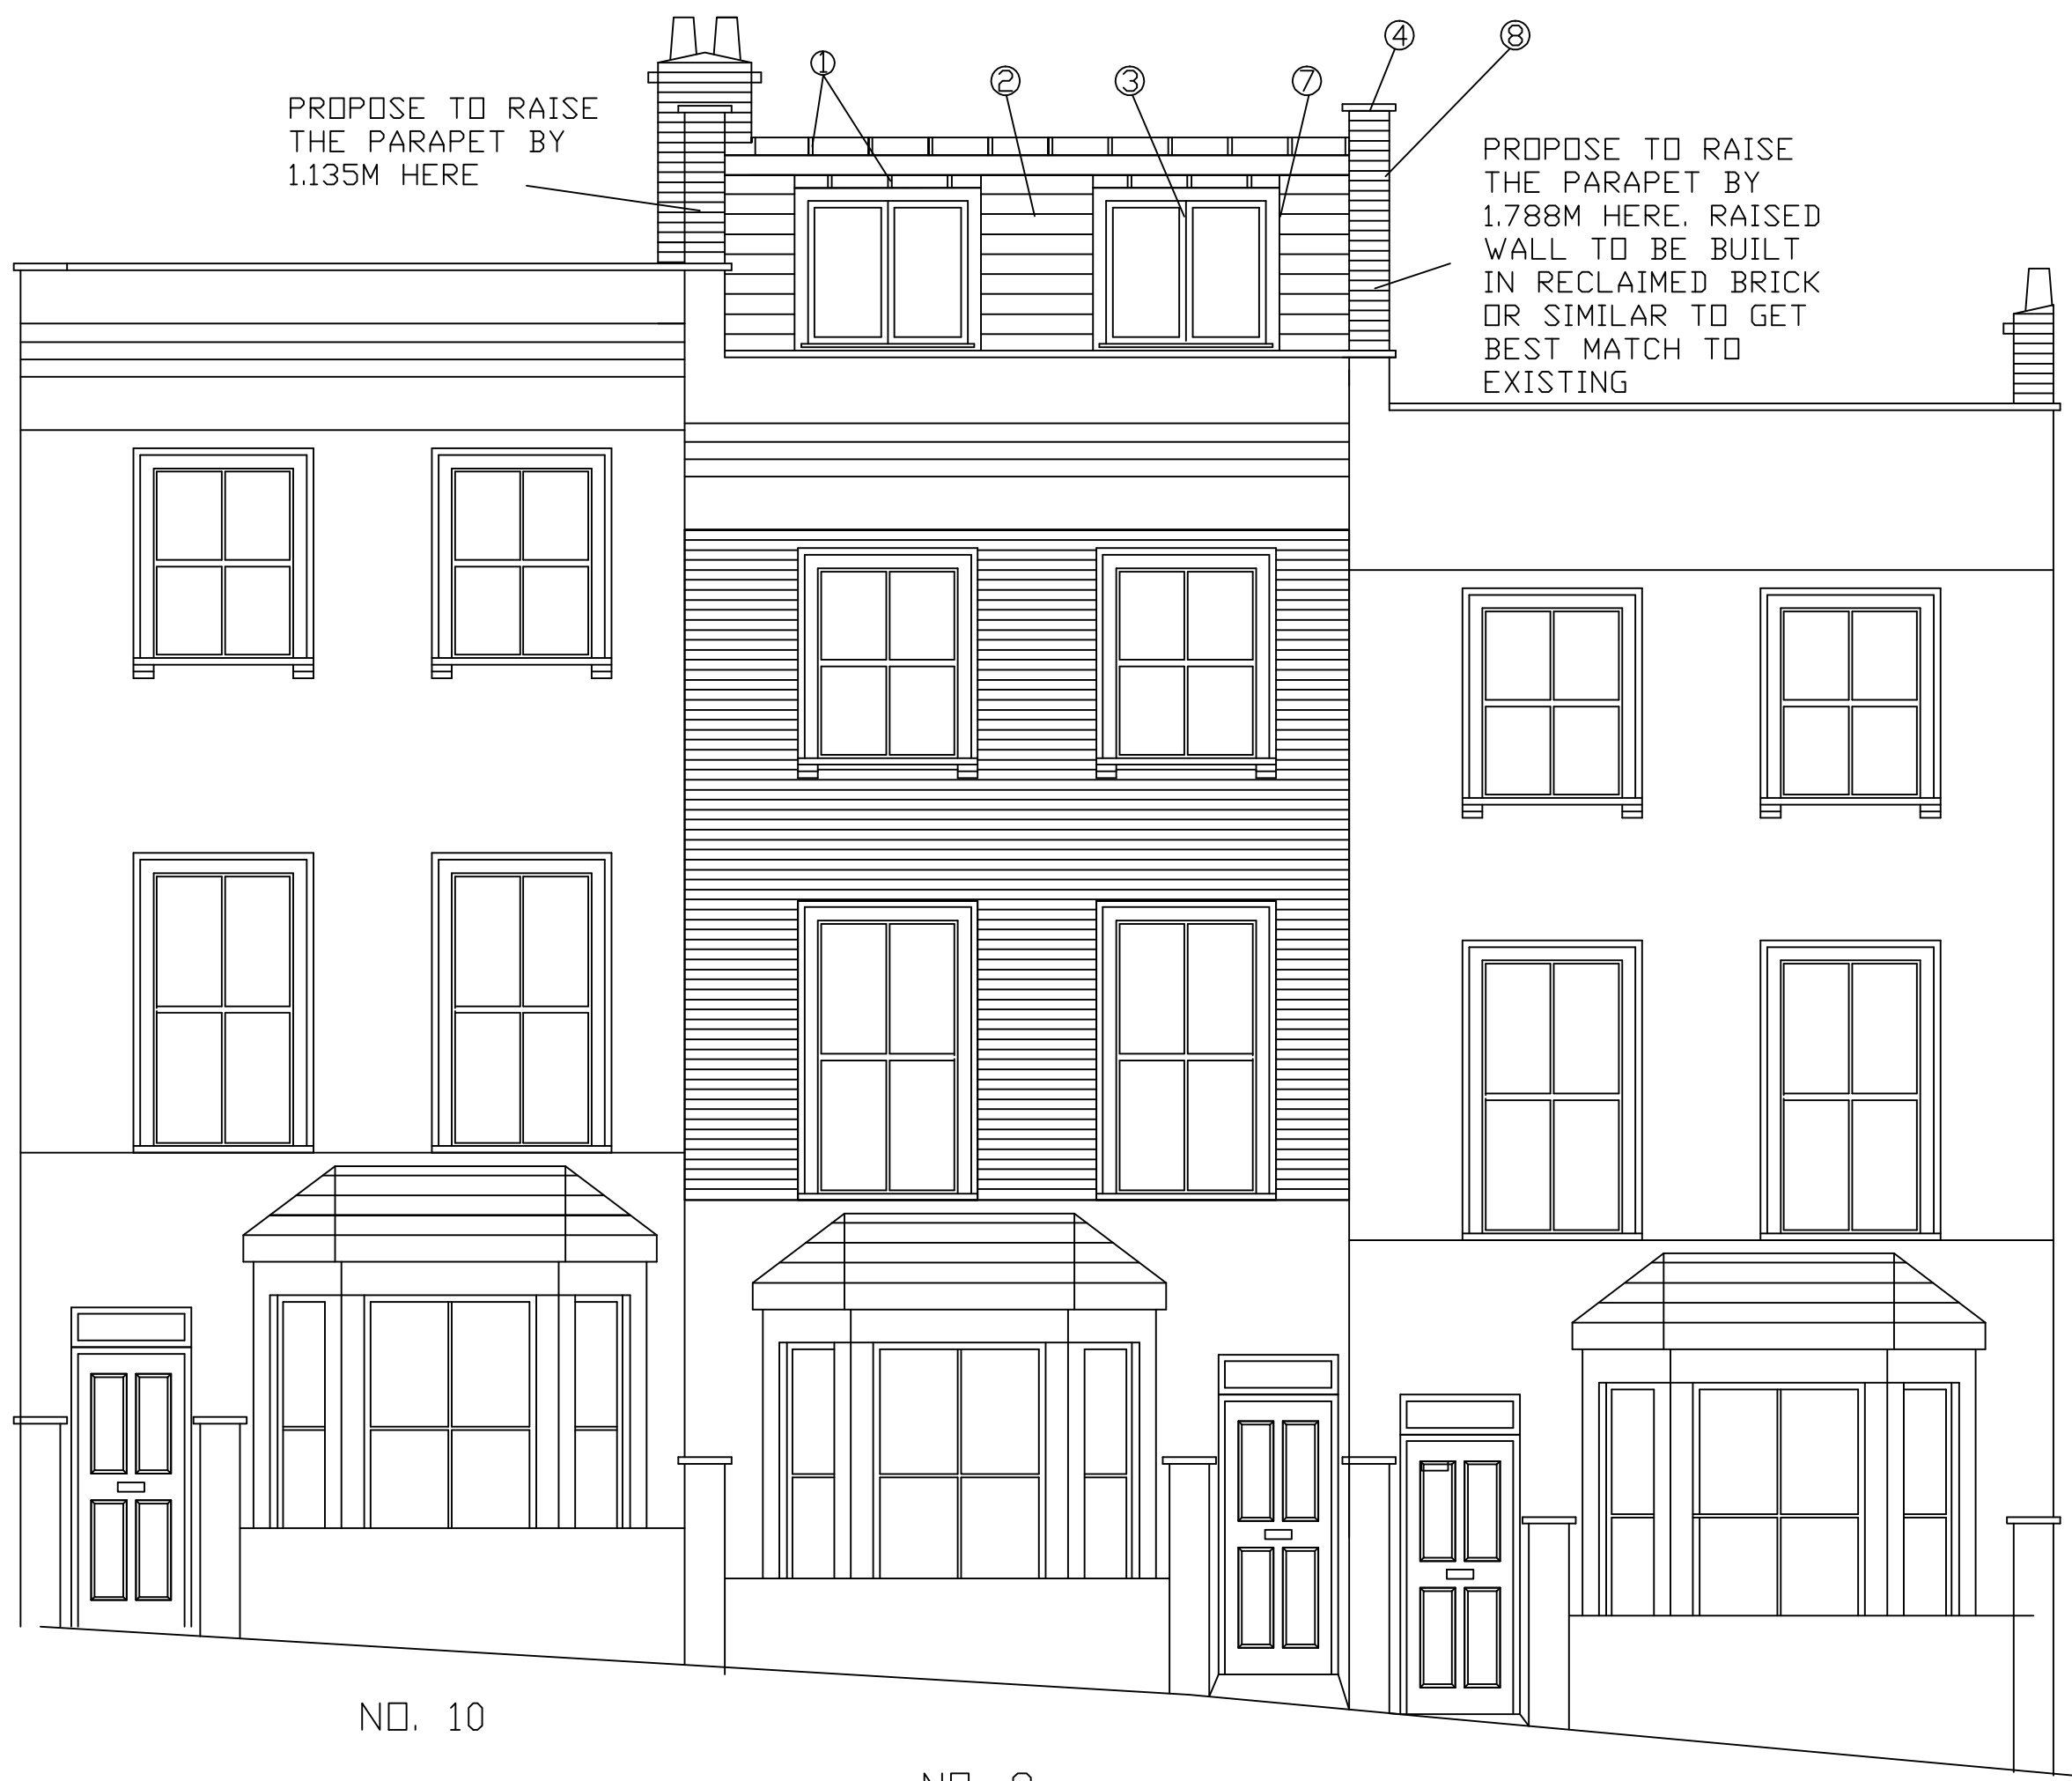 4 8
1 2 3 7
PROPOSE TO RAISE
THE PARAPET BY
1.135M HERE
PROPOSE TO RAISE
THE PARAPET BY
1.788M HERE. RAISED
WALL TO BE BUILT
IN RECLAIMED BRICK
OR SIMILAR TO GET
BEST MATCH TO
EXISTING
NO. 10